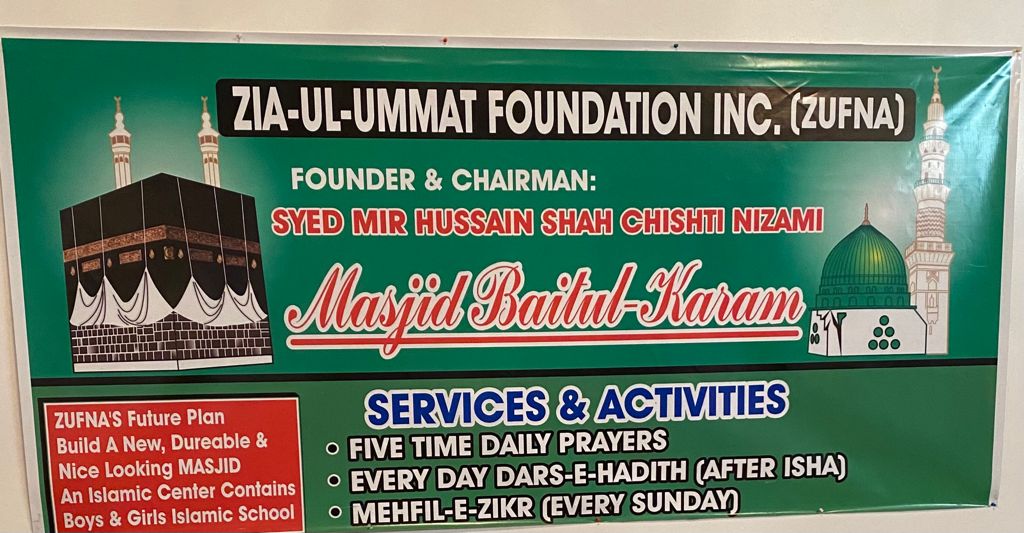 ZIA-UL-UMMAT FOUNDATION INC. (ZUFNA)
FOUNDER & CHAIRMAN:
SYED MIR HUSSAIN SHAH CHISHTI NIZAMI
Masjid Baitul-Karam
SERVICES & ACTIVITIES
• FIVE TIME DAILY PRAYERS
• EVERY DAY DARS-E-HADITH (AFTER ISHA)
• MEHFIL-E-ZIKR (EVERY SUNDAY)
ZUFNA'S Future Plan
Build A New, Dureable &
Nice Looking MASJID
An Islamic Center Contains
Boys & Girls Islamic School